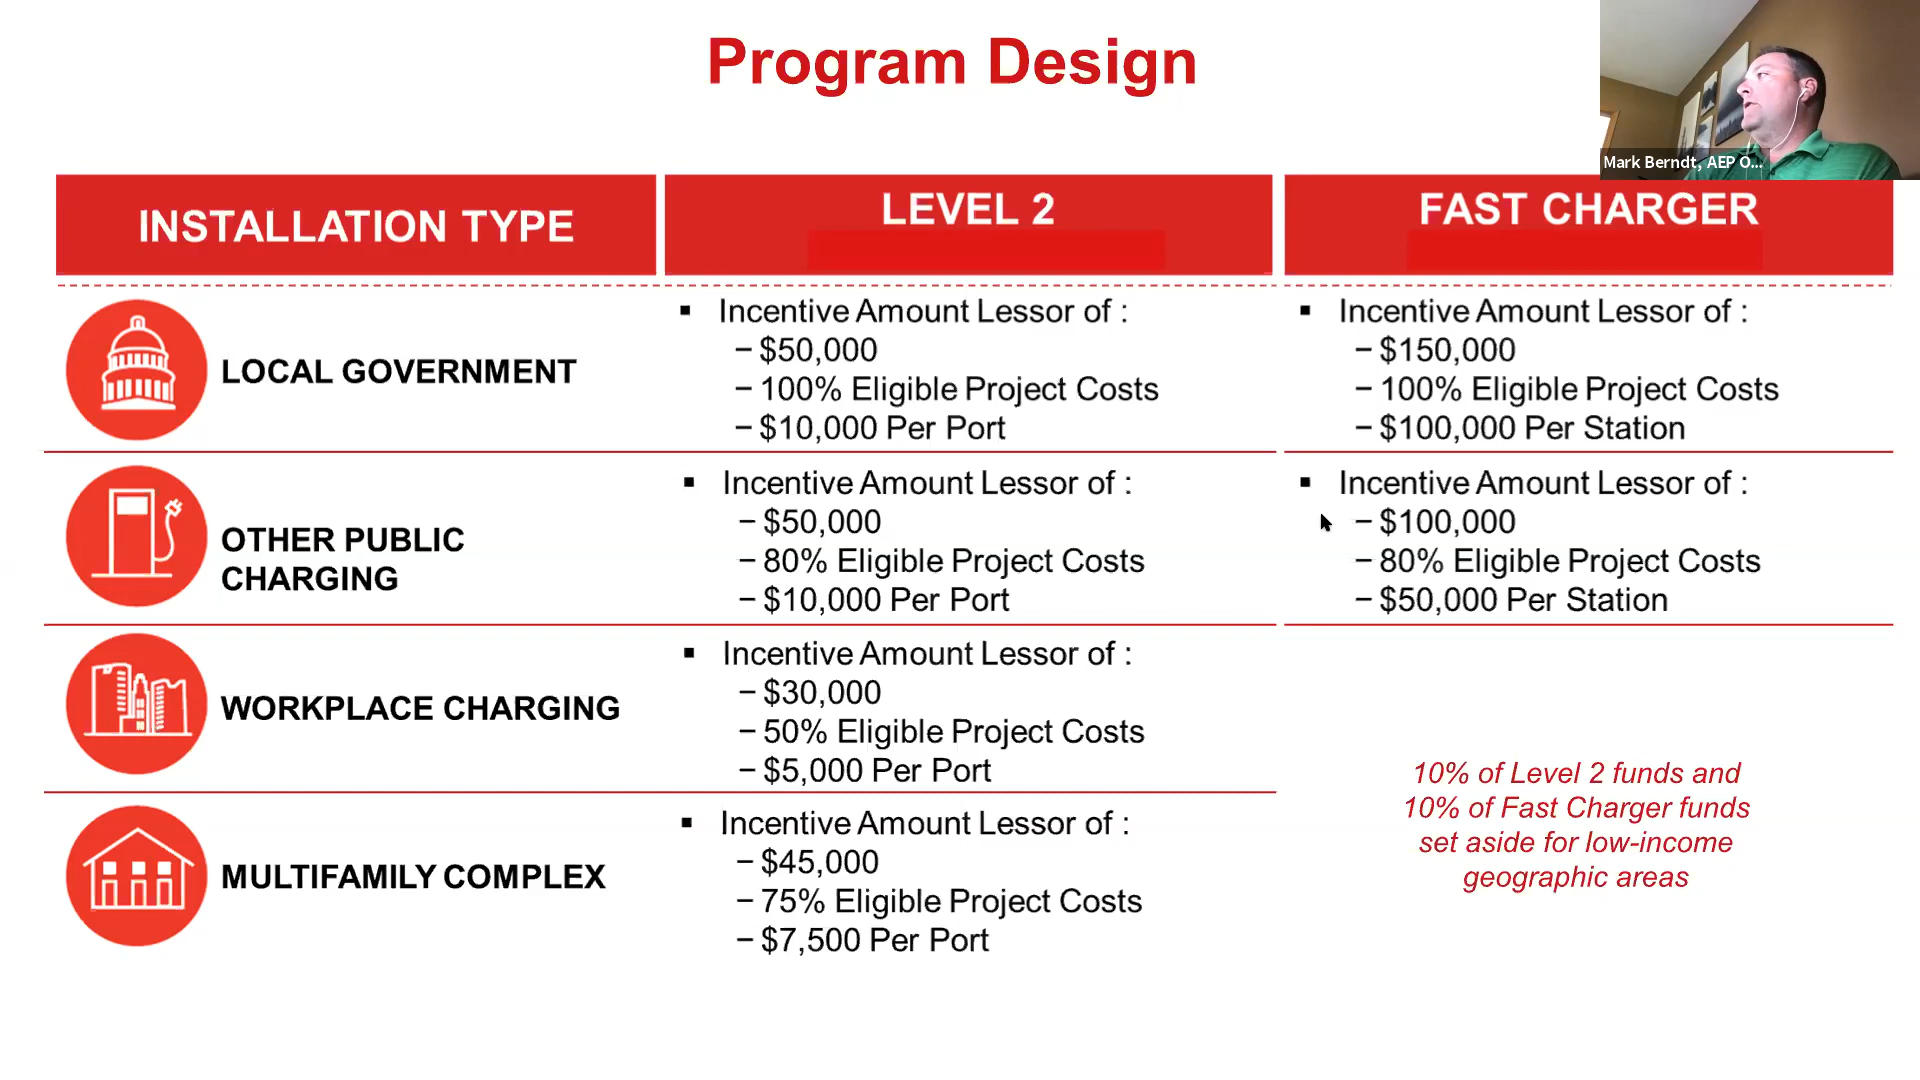 Program Design
Mark Berndt, AEP O...
INSTALLATION TYPE
LEVEL 2
FAST CHARGER
LOCAL GOVERNMENT
▪ Incentive Amount Lessor of :
− $50,000
− 100% Eligible Project Costs
− $10,000 Per Port
▪ Incentive Amount Lessor of :
− $150,000
− 100% Eligible Project Costs
− $100,000 Per Station
OTHER PUBLIC
CHARGING
▪ Incentive Amount Lessor of :
− $50,000
− 80% Eligible Project Costs
− $10,000 Per Port
▪ Incentive Amount Lessor of :
− $100,000
− 80% Eligible Project Costs
− $50,000 Per Station
WORKPLACE CHARGING
▪ Incentive Amount Lessor of :
− $30,000
− 50% Eligible Project Costs
− $5,000 Per Port
MULTIFAMILY COMPLEX
▪ Incentive Amount Lessor of :
− $45,000
− 75% Eligible Project Costs
− $7,500 Per Port
10% of Level 2 funds and
10% of Fast Charger funds
set aside for low-income
geographic areas